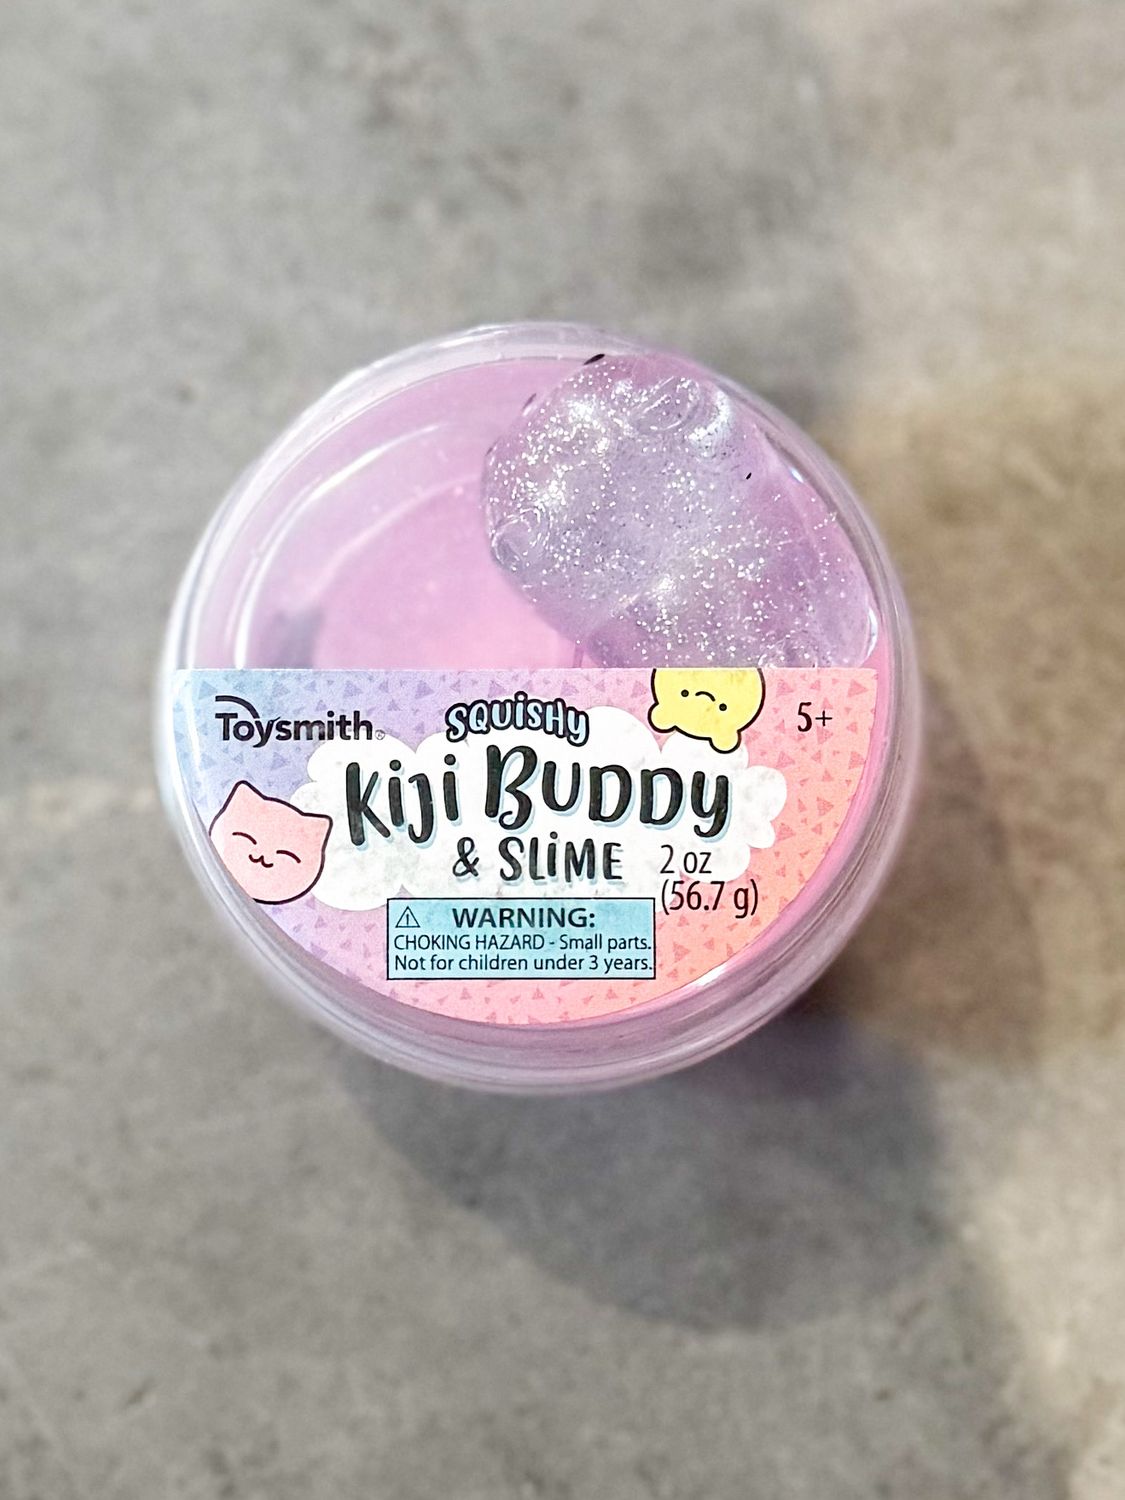 Toysmith®
SQUiSHY
KiJi BUDDY
& SLiME
5+
2 oz
(56.7 g)
⚠ WARNING:
CHOKING HAZARD - Small parts.
Not for children under 3 years.